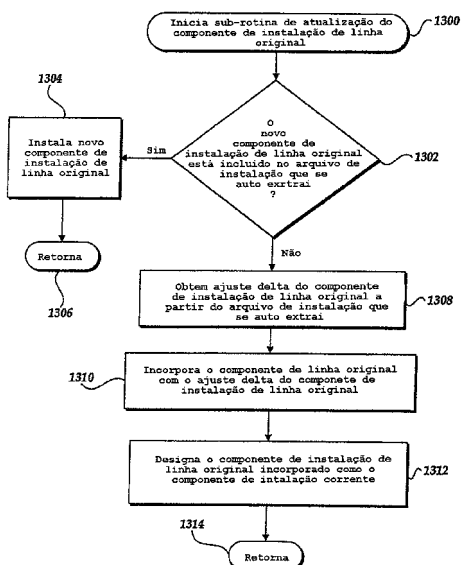 Inicia sub-rotina de atualização do
componente de instalação de linha
original
1300
1304
Instala novo
componente de
instalação de
linha original
Sim
O
novo
componente de
instalação de linha original
está incluido no arquivo de
instalação que se
auto exrtrai
?
1302
Retorna
1306
Não
Obtem ajuste delta do componente
de instalação de linha original a
partir do arquivo de instalação que
se auto extrai
1308
1310
Incorpora o componente de linha original
com o ajuste delta do componete de
instalação de linha original
Designa o componente de instalação de
linha original incorporado como o
componente de intalação corrente
1312
1314
Retorna